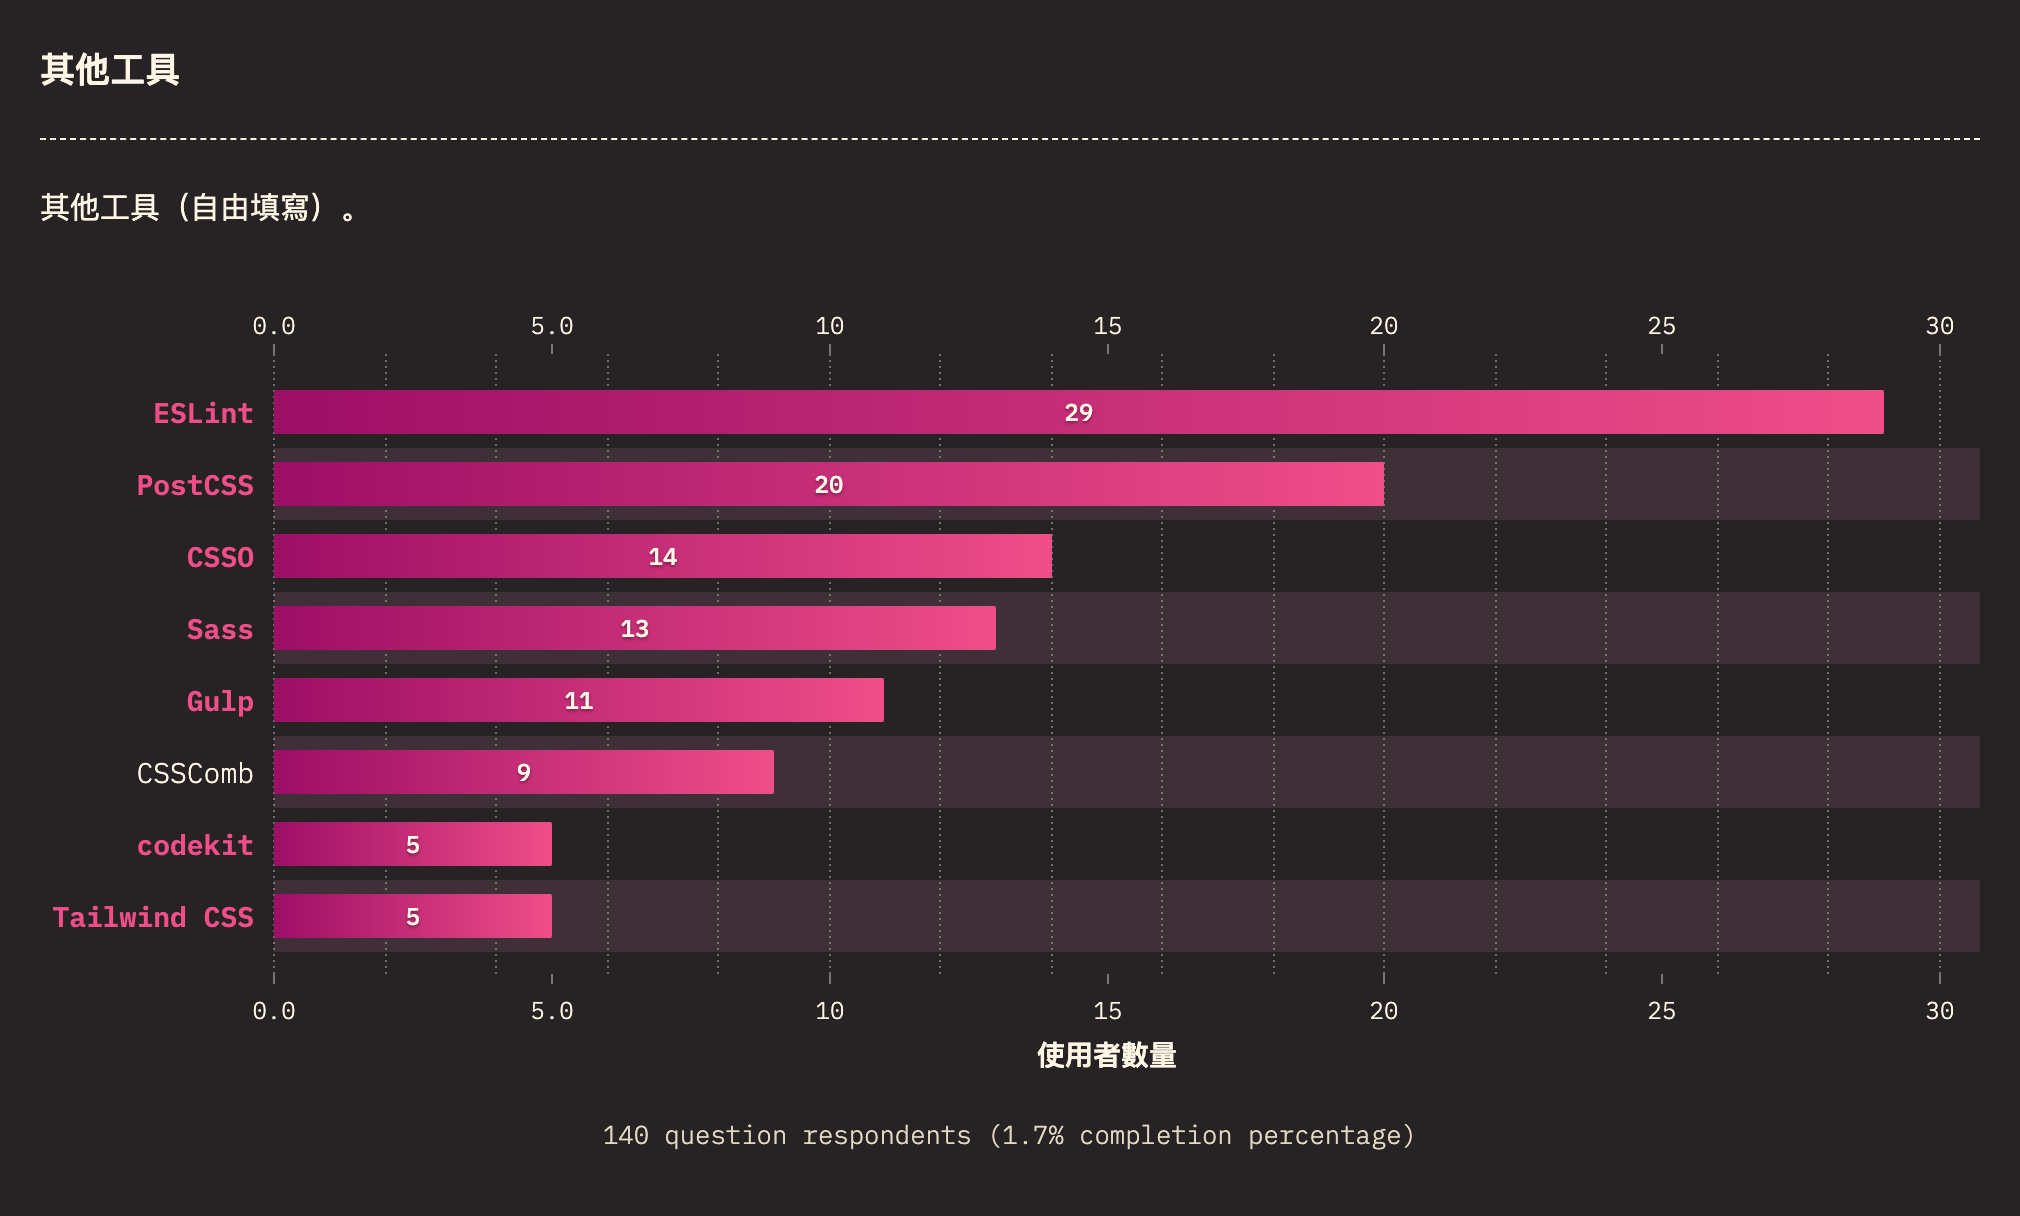 其他工具
其他工具（自由填寫）。
0.0 5.0 10 15 20 25 30
ESLint 29
PostCSS 20
CSSO 14
Sass 13
Gulp 11
CSSComb 9
codekit 5
Tailwind CSS 5
0.0 5.0 10 15 20 25 30
使用者數量
140 question respondents (1.7% completion percentage)